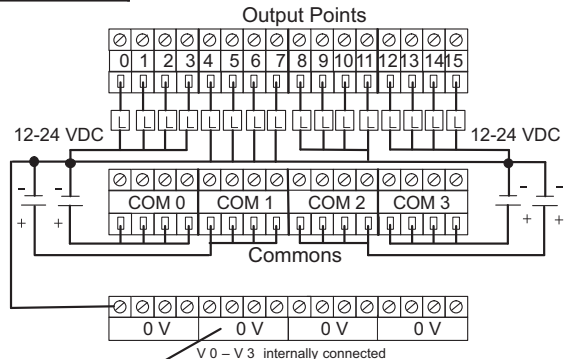 Output Points
0 1 2 3 4 5 6 7 8 9 10 11 12 13 14 15
L L L L L L L L L L L L L L L L
12-24 VDC 12-24 VDC
- - - -
COM 0 COM 1 COM 2 COM 3
+ + + +
Commons
0 V 0 V 0 V 0 V
V 0 – V 3 internally connected